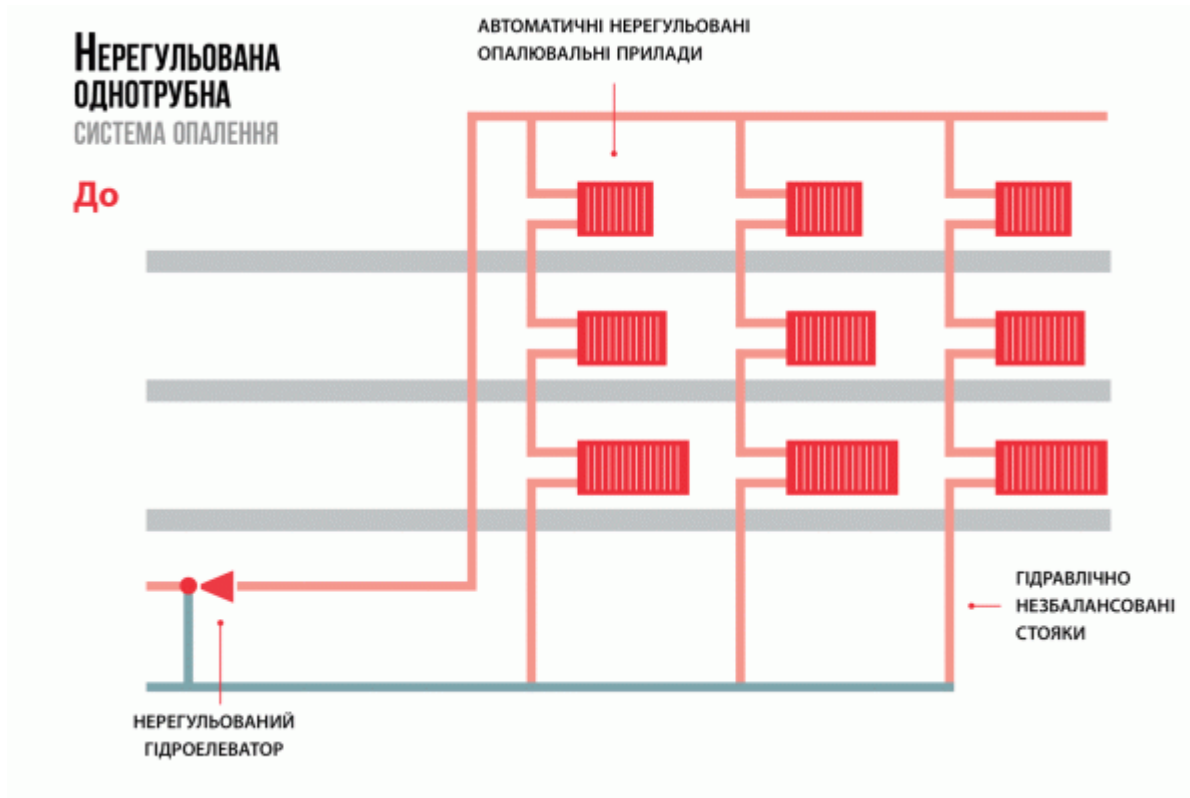 НЕРЕГУЛЬОВАНА
ОДНОТРУБНА
СИСТЕМА ОПАЛЕННЯ
До
АВТОМАТИЧНІ НЕРЕГУЛЬОВАНІ
ОПАЛЮВАЛЬНІ ПРИЛАДИ
ГІДРАВЛІЧНО
НЕЗБАЛАНСОВАНІ
СТОЯКИ
НЕРЕГУЛЬОВАНИЙ
ГІДРОЕЛЕВАТОР